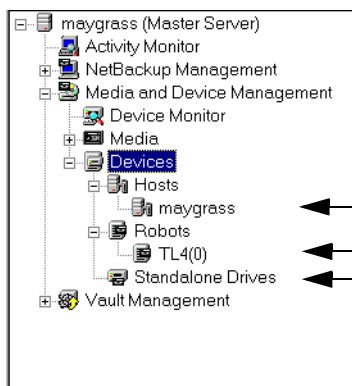 maygrass (Master Server)
Activity Monitor
NetBackup Management
Media and Device Management
Device Monitor
Media
Devices
Hosts
maygrass
Robots
TL4(0)
Standalone Drives
Vault Management